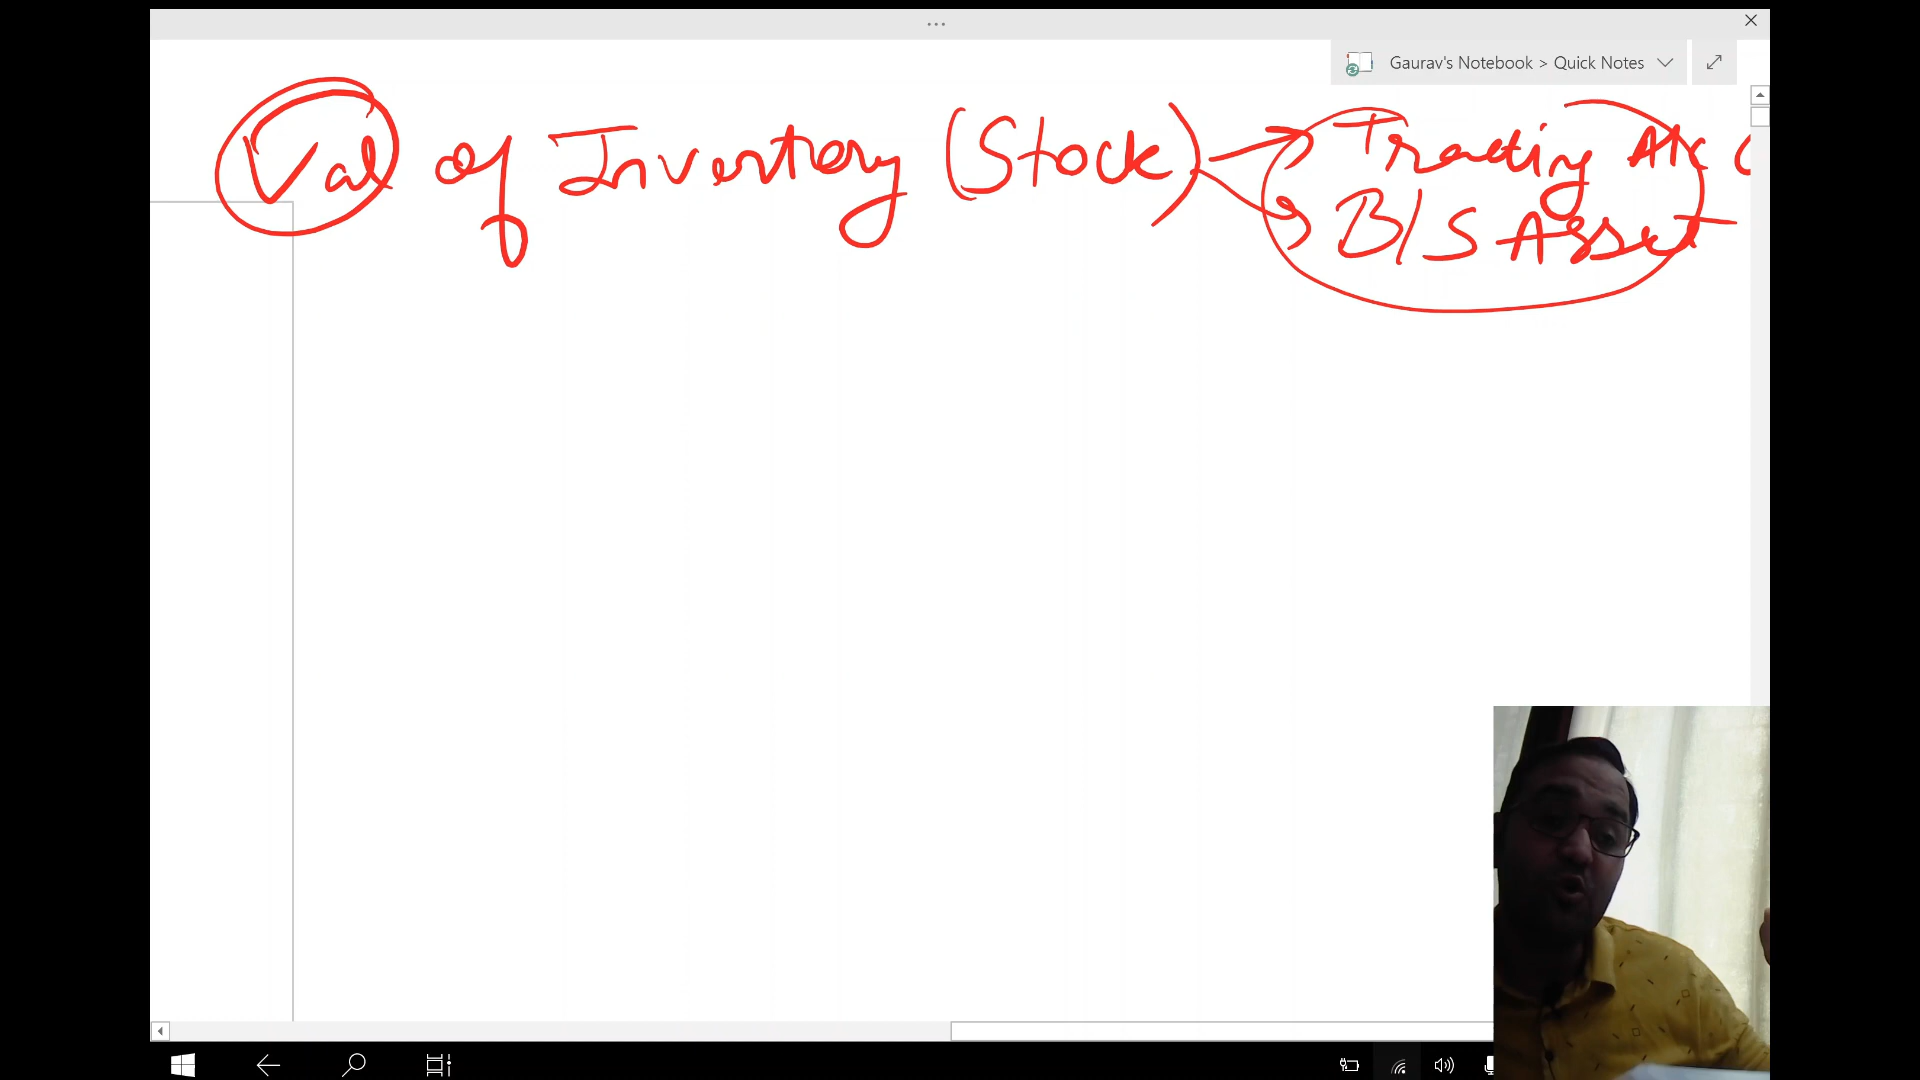 Gaurav's Notebook > Quick Notes
Val of Inventory (Stock) → Trading A/c
B/S Asset